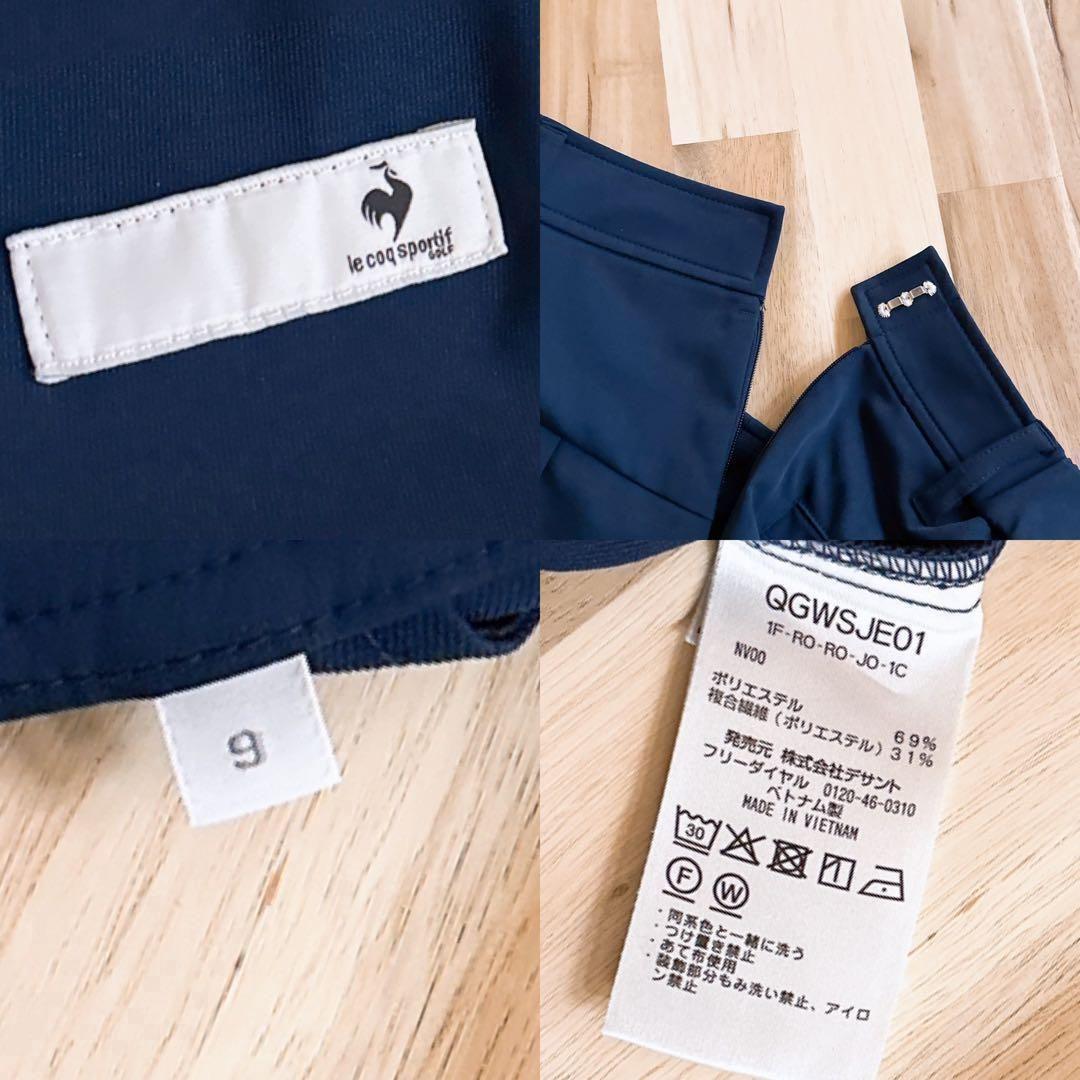 le coq sportif
GOLF
9
QGWSJE01
1F-RO-RO-JO-1C
NV00
ポリエステル 69%
複合繊維(ポリエステル)31%
発売元 株式会社デサント
フリーダイヤル 0120-46-0310
ベトナム製
MADE IN VIETNAM
30
F W
・同系色と一緒に洗う
・つけ置き禁止
・あて布使用
・装飾部分もみ洗い禁止、アイロ
ン禁止